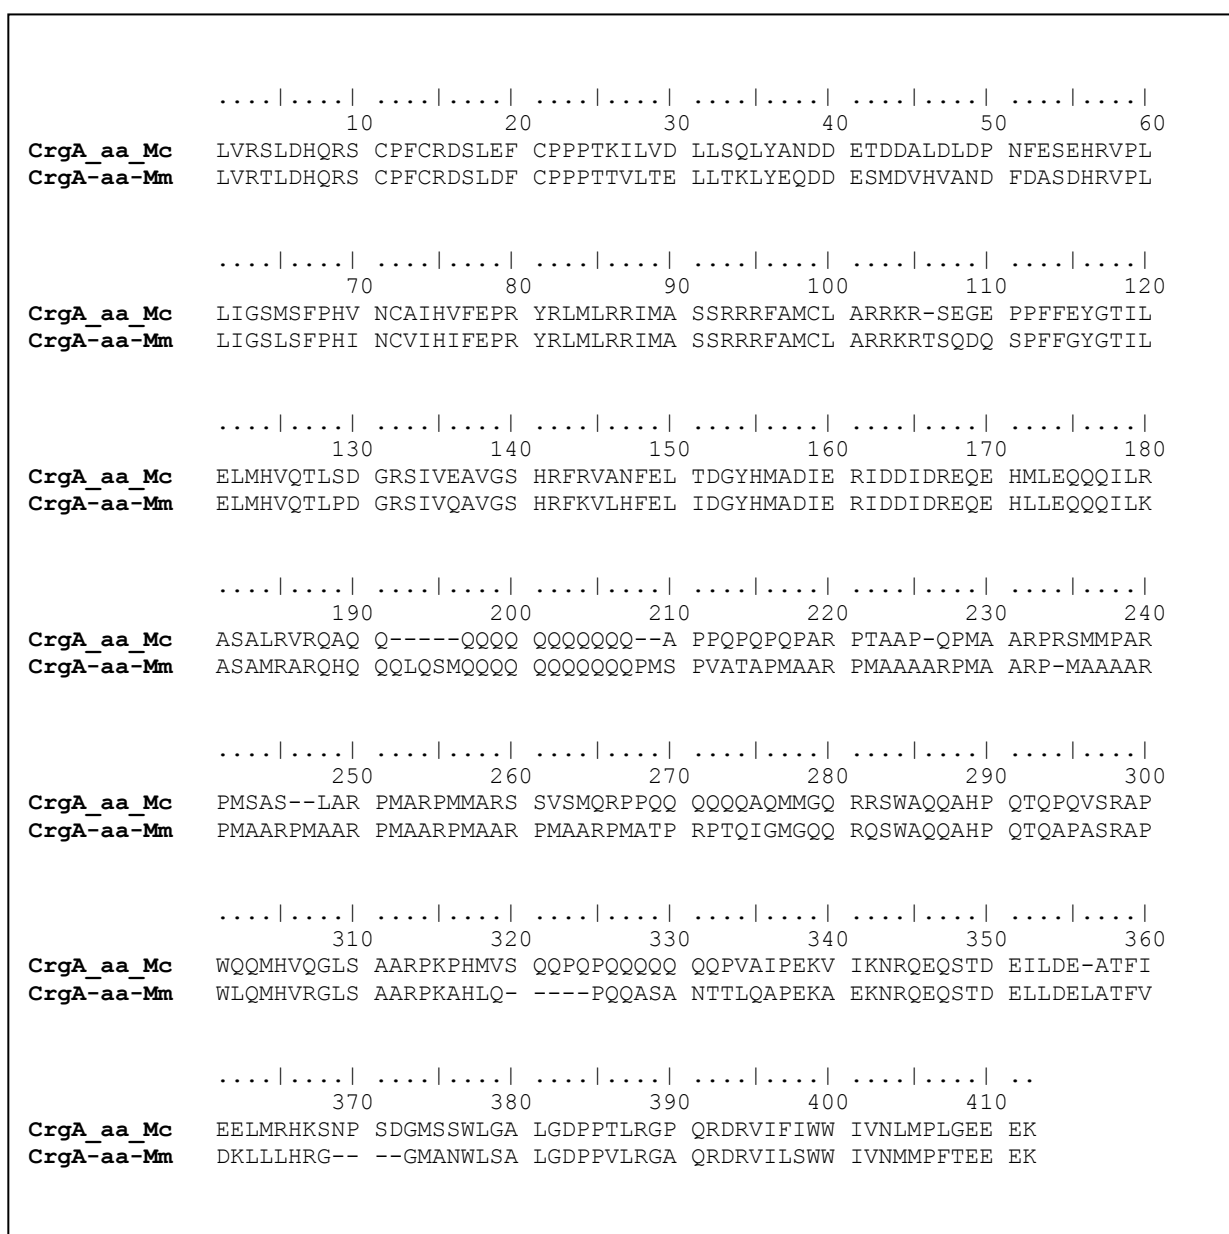 ....|....| ....|....| ....|....| ....|....| ....|....| ....|....|
10 20 30 40 50 60
CrgA_aa_Mc LVRSLDHQRS CPFCRDSLEF CPPPTKILVD LLSQLYANDD ETDDALDLDP NFESEHRVPL
CrgA-aa-Mm LVRTLDHQRS CPFCRDSLDF CPPPTTVLTE LLTKLYEQDD ESMDVHVAND FDASDHRVPL
....|....| ....|....| ....|....| ....|....| ....|....| ....|....|
70 80 90 100 110 120
CrgA_aa_Mc LIGSMSFPHV NCAIHVFEPR YRLMLRRIMA SSRRRFAMCL ARRKR-SEGE PPFFEYGTIL
CrgA-aa-Mm LIGSLSFPHI NCVIHIFEPR YRLMLRRIMA SSRRRFAMCL ARRKRTSQDQ SPFFGYGTIL
....|....| ....|....| ....|....| ....|....| ....|....| ....|....|
130 140 150 160 170 180
CrgA_aa_Mc ELMHVQTLSD GRSIVEAVGS HRFRVANFEL TDGYHMADIE RIDDIDREQE HMLEQQQILR
CrgA-aa-Mm ELMHVQTLPD GRSIVQAVGS HRFKVLHFEL IDGYHMADIE RIDDIDREQE HLLEQQQILK
....|....| ....|....| ....|....| ....|....| ....|....| ....|....|
190 200 210 220 230 240
CrgA_aa_Mc ASALRVRQAQ Q-----QQQQ QQQQQQQ--A PPQPQPQPAR PTAAP-QPMA ARPRSMMPAR
CrgA-aa-Mm ASAMRARQHQ QQLQSMQQQQ QQQQQQQPMS PVATAPMAAR PMAAAARPMA ARP-MAAAAR
....|....| ....|....| ....|....| ....|....| ....|....| ....|....|
250 260 270 280 290 300
CrgA_aa_Mc PMSAS--LAR PMARPMMARS SVSMQRPPQQ QQQQAQMMGQ RRSWAQQAHP QTQPQVSRAP
CrgA-aa-Mm PMAARPMAAR PMAARPMAAR PMAARPMATP RPTQIGMGQQ RQSWAQQAHP QTQAPASRAP
....|....| ....|....| ....|....| ....|....| ....|....| ....|....|
310 320 330 340 350 360
CrgA_aa_Mc WQQMHVQGLS AARPKPHMVS QQPQPQQQQQ QQPVAIPEKV IKNRQEQSTD EILDE-ATFI
CrgA-aa-Mm WLQMHVRGLS AARPKAHLQ- ----PQQASA NTTLQAPEKA EKNRQEQSTD ELLDELATFV
....|....| ....|....| ....|....| ....|....| ....|....| ..
370 380 390 400 410
CrgA_aa_Mc EELMRHKSNP SDGMSSWLGA LGDPPTLRGP QRDRVIFIWW IVNLMPLGEE EK
CrgA-aa-Mm DKLLLHRG-- --GMANWLSA LGDPPVLRGA QRDRVILSWW IVNMMPFTEE EK